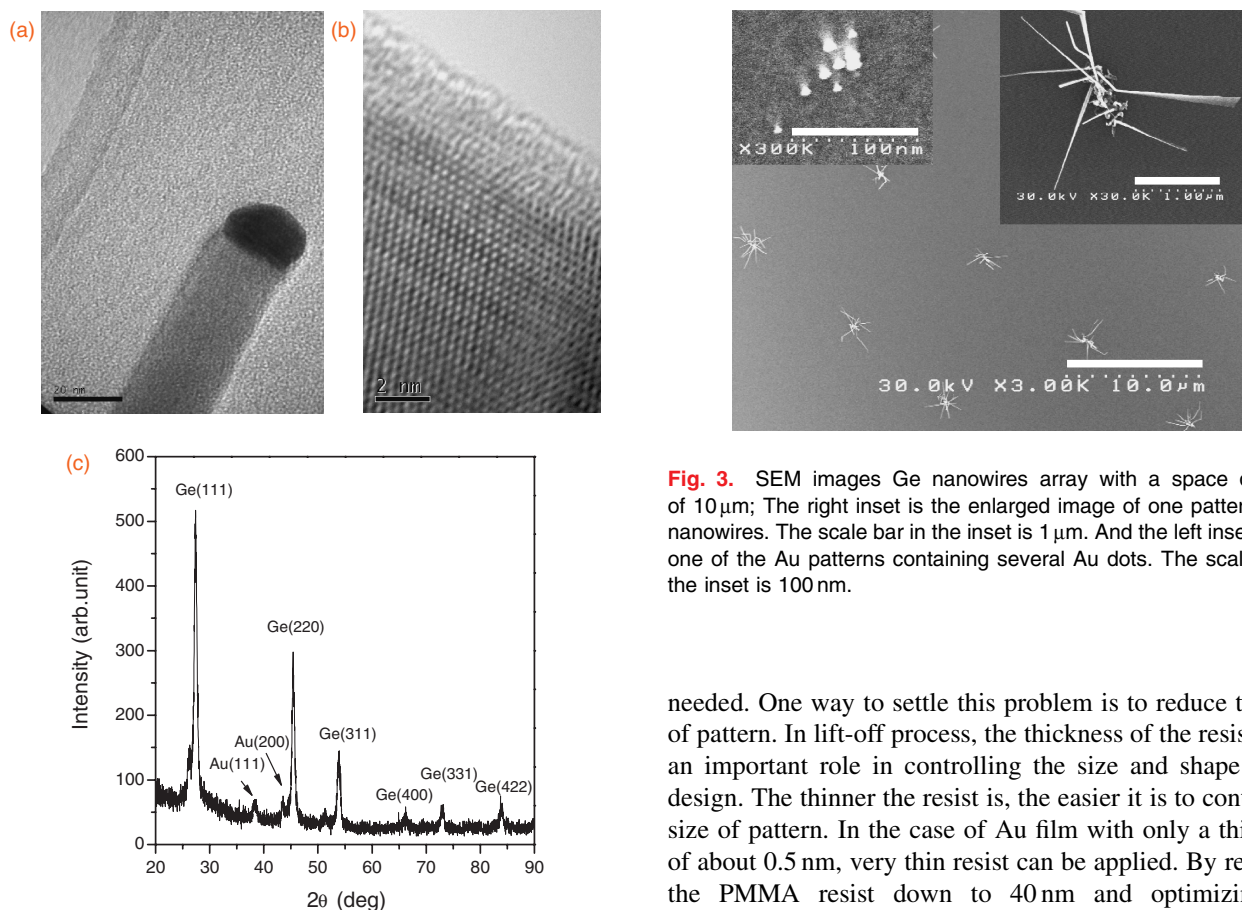 (a)
(b)
20 nm
2 nm
(c)
600
500
400
300
200
100
0
20
30
40
50
60
70
80
90
Intensity (arb.unit)
2θ (deg)
Ge(111)
Au(111)
Au(200)
Ge(220)
Ge(311)
Ge(400)
Ge(331)
Ge(422)
X300K 100nm
30.0kV X30.0K 1.00μm
30.0kV X3.00K 10.0μm
Fig. 3. SEM images Ge nanowires array with a space
of 10 μm; The right inset is the enlarged image of one
nanowires. The scale bar in the inset is 1 μm. And the left
one of the Au patterns containing several Au dots. The
the inset is 100 nm.
needed. One way to settle this problem is to reduce
of pattern. In lift-off process, the thickness of the
an important role in controlling the size and shape
design. The thinner the resist is, the easier it is to
size of pattern. In the case of Au film with only a
of about 0.5 nm, very thin resist can be applied. By
the PMMA resist down to 40 nm and